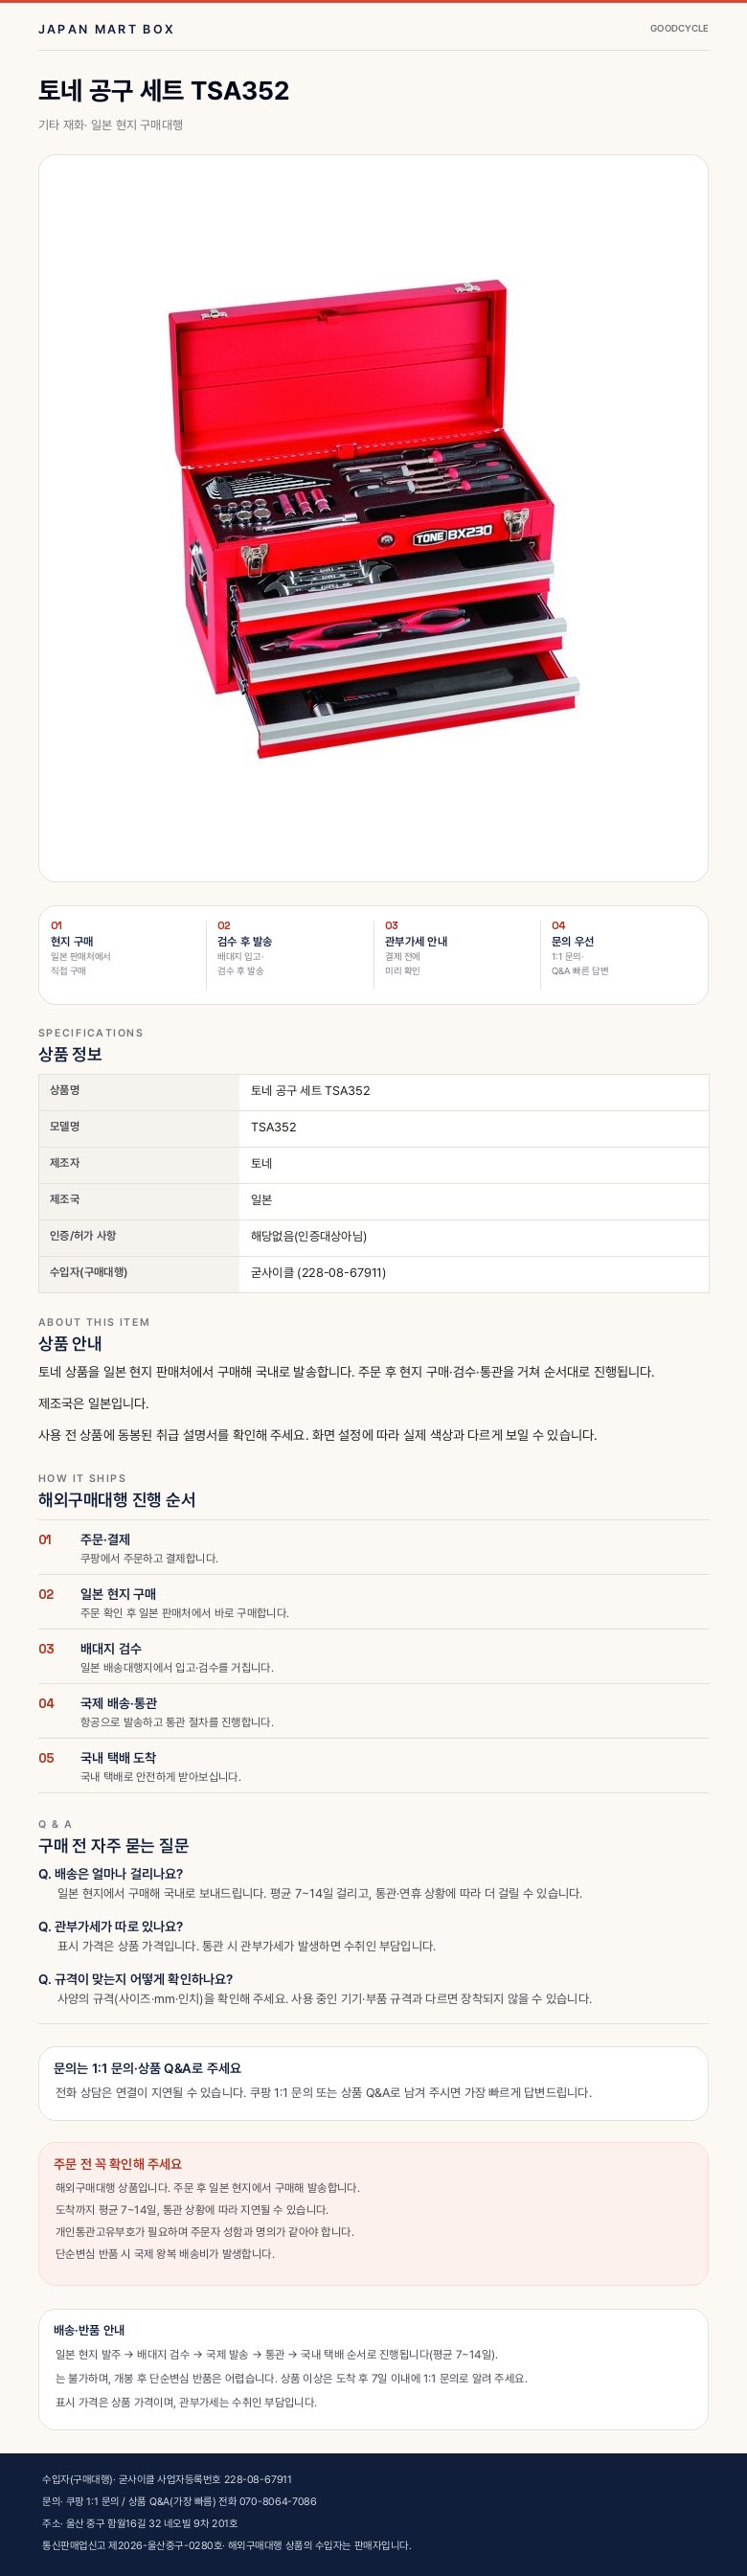 JAPAN MART BOX
GOODCYCLE
토네 공구 세트 TSA352
기타 재화· 일본 현지 구매대행
TONE BX230
01
현지 구매
일본 판매처에서
직접 구매
02
검수 후 발송
배대지 입고·
검수 후 발송
03
관부가세 안내
결제 전에
미리 확인
04
문의 우선
1:1 문의·
Q&A 빠른 답변
SPECIFICATIONS
상품 정보
상품명 토네 공구 세트 TSA352
모델명 TSA352
제조자 토네
제조국 일본
인증/허가 사항 해당없음(인증대상아님)
수입자(구매대행) 굳사이클 (228-08-67911)
ABOUT THIS ITEM
상품 안내
토네 상품을 일본 현지 판매처에서 구매해 국내로 발송합니다. 주문 후 현지 구매·검수·통관을 거쳐 순서대로 진행됩니다.
제조국은 일본입니다.
사용 전 상품에 동봉된 취급 설명서를 확인해 주세요. 화면 설정에 따라 실제 색상과 다르게 보일 수 있습니다.
HOW IT SHIPS
해외구매대행 진행 순서
01 주문·결제
쿠팡에서 주문하고 결제합니다.
02 일본 현지 구매
주문 확인 후 일본 판매처에서 바로 구매합니다.
03 배대지 검수
일본 배송대행지에서 입고·검수를 거칩니다.
04 국제 배송·통관
항공으로 발송하고 통관 절차를 진행합니다.
05 국내 택배 도착
국내 택배로 안전하게 받아보십니다.
Q & A
구매 전 자주 묻는 질문
Q. 배송은 얼마나 걸리나요?
일본 현지에서 구매해 국내로 보내드립니다. 평균 7~14일 걸리고, 통관·연휴 상황에 따라 더 걸릴 수 있습니다.
Q. 관부가세가 따로 있나요?
표시 가격은 상품 가격입니다. 통관 시 관부가세가 발생하면 수취인 부담입니다.
Q. 규격이 맞는지 어떻게 확인하나요?
사양의 규격(사이즈·mm·인치)을 확인해 주세요. 사용 중인 기기·부품 규격과 다르면 장착되지 않을 수 있습니다.
문의는 1:1 문의·상품 Q&A로 주세요
전화 상담은 연결이 지연될 수 있습니다. 쿠팡 1:1 문의 또는 상품 Q&A로 남겨 주시면 가장 빠르게 답변드립니다.
주문 전 꼭 확인해 주세요
해외구매대행 상품입니다. 주문 후 일본 현지에서 구매해 발송합니다.
도착까지 평균 7~14일, 통관 상황에 따라 지연될 수 있습니다.
개인통관고유부호가 필요하며 주문자 성함과 명의가 같아야 합니다.
단순변심 반품 시 국제 왕복 배송비가 발생합니다.
배송·반품 안내
일본 현지 발주 → 배대지 검수 → 국제 발송 → 통관 → 국내 택배 순서로 진행됩니다(평균 7~14일).
는 불가하며, 개봉 후 단순변심 반품은 어렵습니다. 상품 이상은 도착 후 7일 이내에 1:1 문의로 알려 주세요.
표시 가격은 상품 가격이며, 관부가세는 수취인 부담입니다.
수입자(구매대행)· 굳사이클 사업자등록번호 228-08-67911
문의· 쿠팡 1:1 문의 / 상품 Q&A(가장 빠름) 전화 070-8064-7086
주소· 울산 중구 함월16길 32 네오빌 9차 201호
통신판매업신고 제2026-울산중구-0280호· 해외구매대행 상품의 수입자는 판매자입니다.